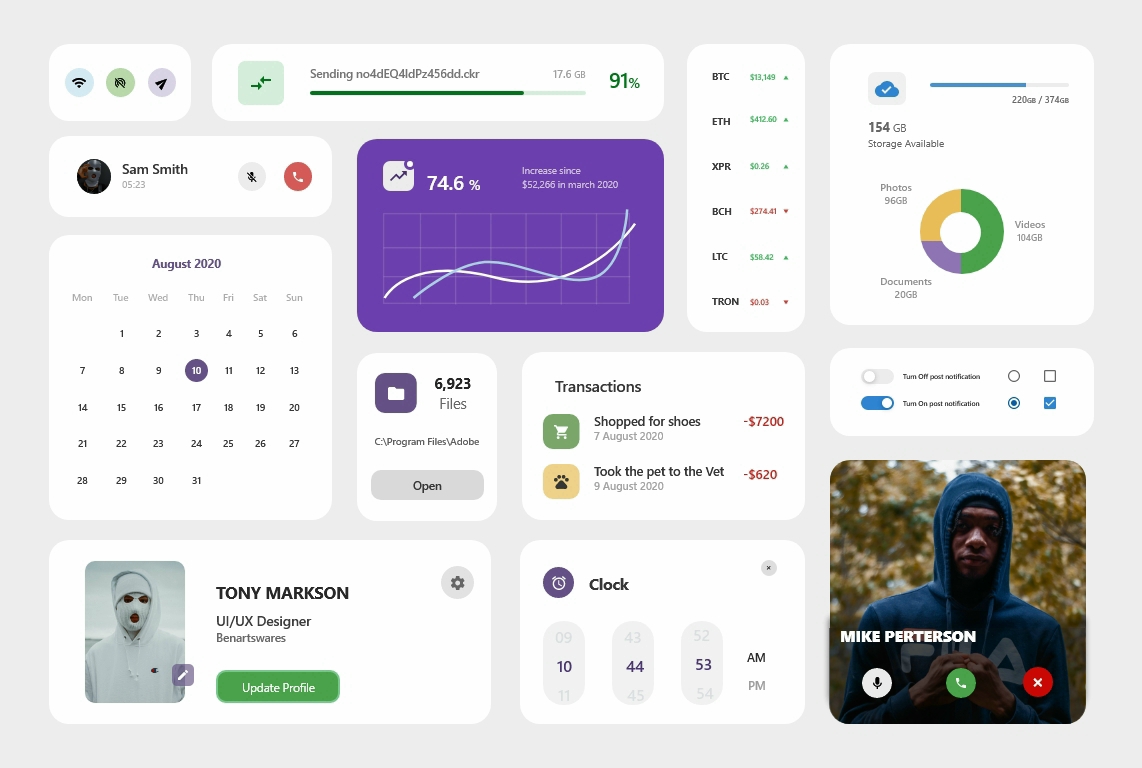 Sending no4dEQ4ldPz456dd.ckr
17.6 GB
91%
Sam Smith
05:23
August 2020
Mon Tue Wed Thu Fri Sat Sun
1 2 3 4 5 6
7 8 9 10 11 12 13
14 15 16 17 18 19 20
21 22 23 24 25 26 27
28 29 30 31
74.6 %
Increase since
$52,266 in march 2020
BTC $13,149
ETH $412.60
XPR $0.26
BCH $274.41
LTC $58.42
TRON $0.03
220GB / 374GB
154 GB
Storage Available
Photos
96GB
Videos
104GB
Documents
20GB
6,923
Files
C:\Program Files\Adobe
Open
Transactions
Shopped for shoes
7 August 2020
-$7200
Took the pet to the Vet
9 August 2020
-$620
Turn Off post notification
Turn On post notification
TONY MARKSON
UI/UX Designer
Benartswares
Update Profile
Clock
09 43 52
10 44 53 AM
11 45 54 PM
FILA
MIKE PERTERSON